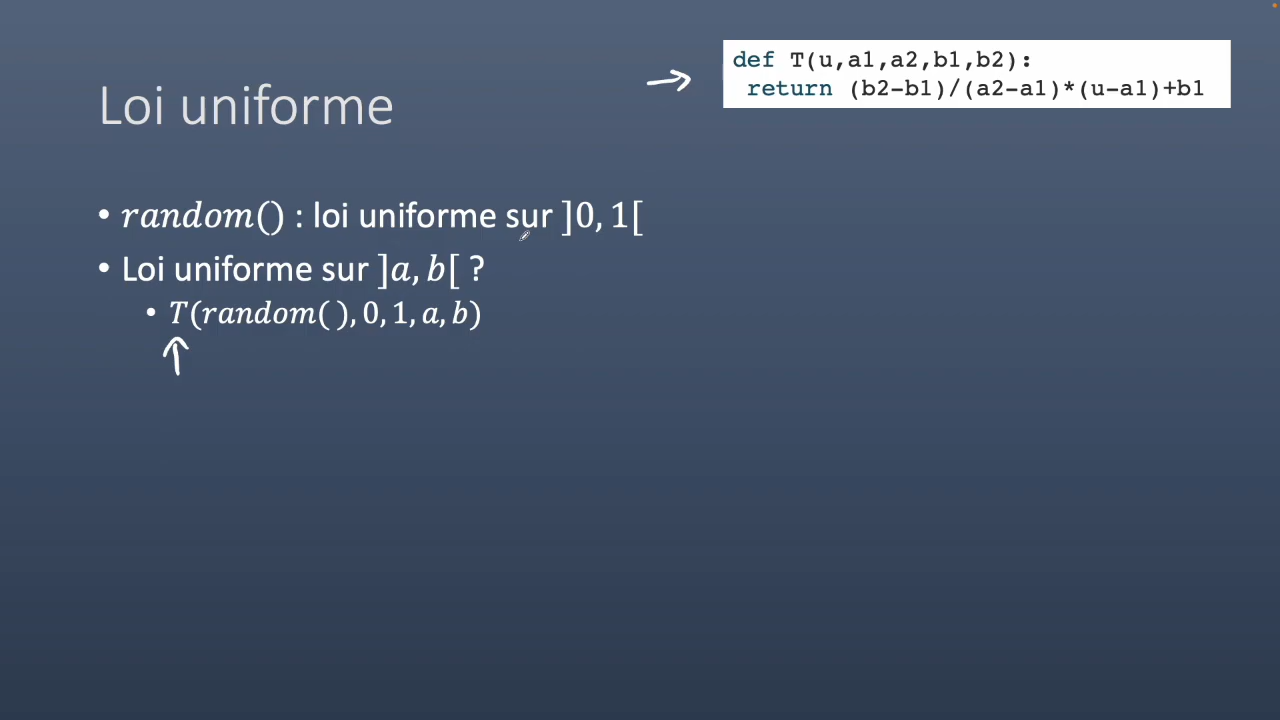 def T(u,a1,a2,b1,b2):
return (b2-b1)/(a2-a1)*(u-a1)+b1
Loi uniforme
• random() : loi uniforme sur ]0, 1[
• Loi uniforme sur ]a, b[ ?
• T(random( ), 0, 1, a, b)